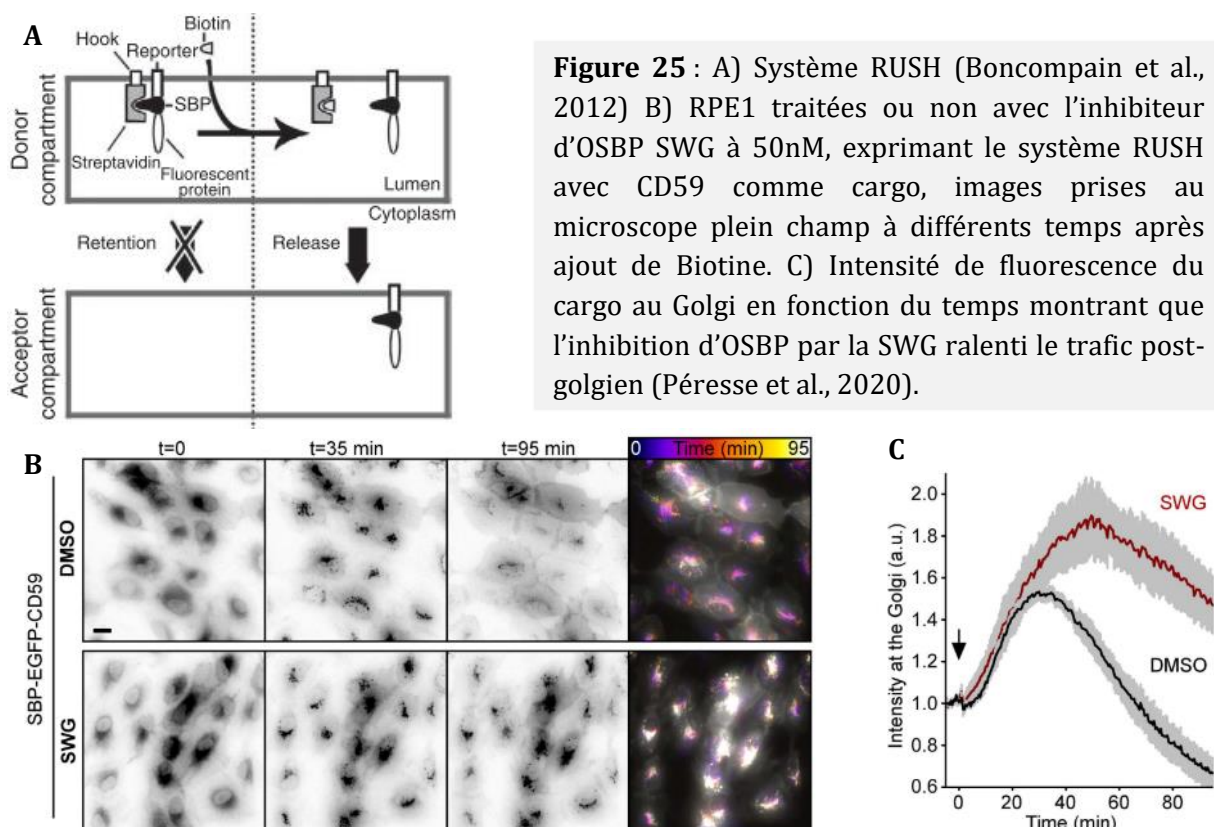 A
Biotin
Hook
Reporter
SBP
Streptavidin
Fluorescent
protein
Lumen
Donor
compartment
Cytoplasm
Retention
Release
Acceptor
compartment
Figure 25 : A) Système RUSH (Boncompain et al.,
2012) B) RPE1 traitées ou non avec l’inhibiteur
d’OSBP SWG à 50nM, exprimant le système RUSH
avec CD59 comme cargo, images prises au
microscope plein champ à différents temps après
ajout de Biotine. C) Intensité de fluorescence du
cargo au Golgi en fonction du temps montrant que
l’inhibition d’OSBP par la SWG ralenti le trafic post-
golgien (Péresse et al., 2020).
B
t=0
t=35 min
t=95 min
0 Time (min) 95
SBP-EGFP-CD59
DMSO
SWG
C
Intensity at the Golgi (a.u.)
2.0
1.8
1.6
1.4
1.2
1.0
0.8
0.6
SWG
DMSO
0 20 40 60 80
Time (min)